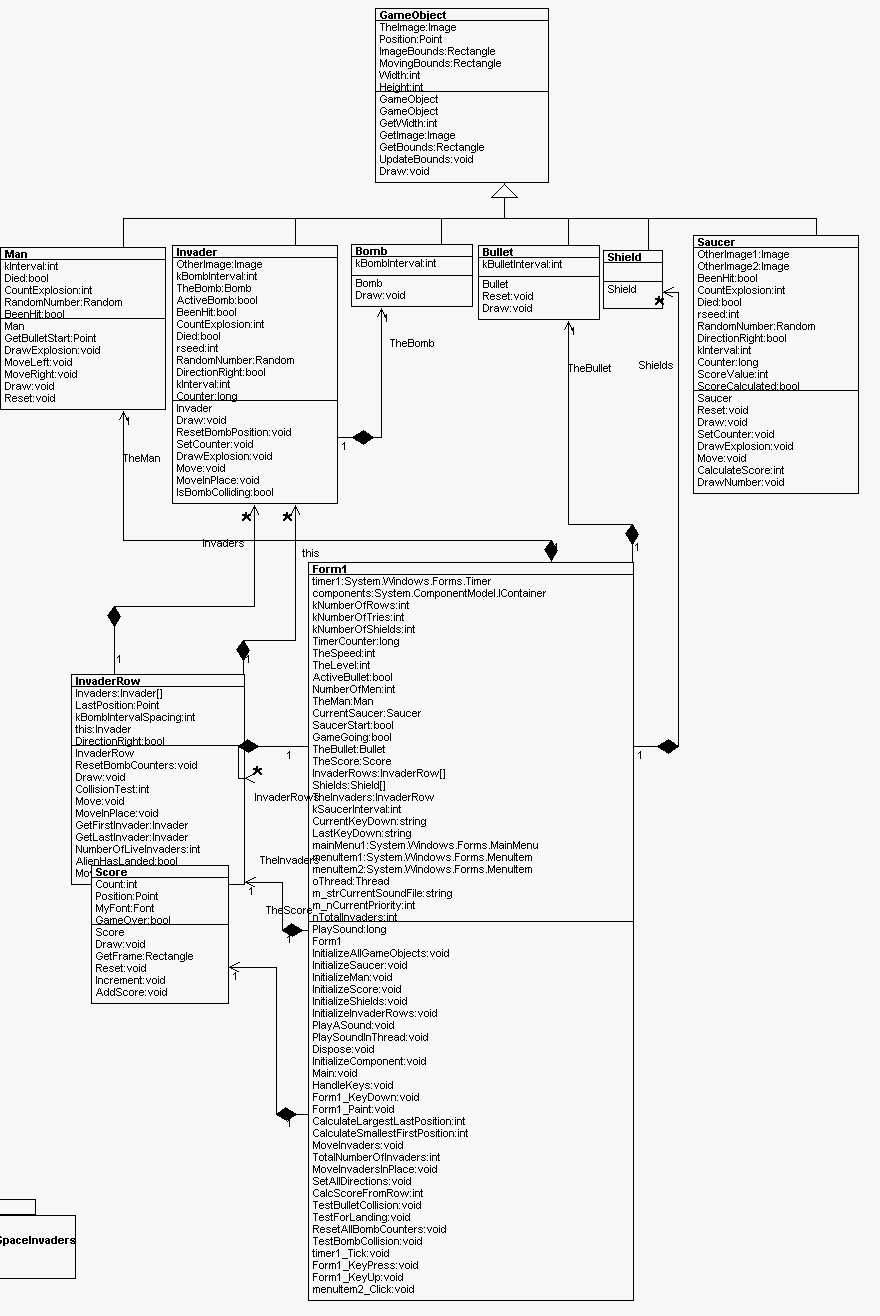 GameObject
TheImage:Image
Position:Point
ImageBounds:Rectangle
MovingBounds:Rectangle
Width:int
Height:int
GameObject
GameObject
GetWidth:int
GetImage:Image
GetBounds:Rectangle
UpdateBounds:void
Draw:void
Man
kInterval:int
Died:bool
CountExplosion:int
RandomNumber:Random
BeenHit:bool
Man
GetBulletStart:Point
DrawExplosion:void
MoveLeft:void
MoveRight:void
Draw:void
Reset:void
Invader
OtherImage:Image
kBombInterval:int
TheBomb:Bomb
ActiveBomb:bool
BeenHit:bool
CountExplosion:int
Died:bool
rseed:int
RandomNumber:Random
DirectionRight:bool
kInterval:int
Counter:long
Invader
Draw:void
ResetBombPosition:void
SetCounter:void
DrawExplosion:void
Move:void
MoveInPlace:void
IsBombColliding:bool
Bomb
kBombInterval:int
Bomb
Draw:void
Bullet
kBulletInterval:int
Bullet
Reset:void
Draw:void
Shield
Shield
*
Saucer
OtherImage1:Image
OtherImage2:Image
BeenHit:bool
CountExplosion:int
Died:bool
rseed:int
RandomNumber:Random
DirectionRight:bool
kInterval:int
Counter:long
ScoreValue:int
ScoreCalculated:bool
Saucer
Reset:void
Draw:void
SetCounter:void
DrawExplosion:void
Move:void
CalculateScore:int
DrawNumber:void
1
TheBomb
1
1
TheBullet
Shields
1
TheMan
1
* *
Invaders
this
1
1
1
1
Form1
timer1:System.Windows.Forms.Timer
components:System.ComponentModel.IContainer
kNumberOfRows:int
kNumberOfTries:int
kNumberOfShields:int
TimerCounter:long
TheSpeed:int
TheLevel:int
ActiveBullet:bool
NumberOfMen:int
TheMan:Man
CurrentSaucer:Saucer
SaucerStart:bool
GameGoing:bool
TheBullet:Bullet
TheScore:Score
InvaderRows:InvaderRow[]
Shields:Shield[]
TheInvaders:InvaderRow
kSaucerInterval:int
CurrentKeyDown:string
LastKeyDown:string
mainMenu1:System.Windows.Forms.MainMenu
menuItem1:System.Windows.Forms.MenuItem
menuItem2:System.Windows.Forms.MenuItem
oThread:Thread
m_strCurrentSoundFile:string
m_nCurrentPriority:int
nTotalInvaders:int
PlaySound:long
Form1
InitializeAllGameObjects:void
InitializeSaucer:void
InitializeMan:void
InitializeScore:void
InitializeShields:void
InitializeInvaderRows:void
PlayASound:void
PlaySoundInThread:void
Dispose:void
InitializeComponent:void
Main:void
HandleKeys:void
Form1_KeyDown:void
Form1_Paint:void
CalculateLargestLastPosition:int
CalculateSmallestFirstPosition:int
MoveInvaders:void
TotalNumberOfInvaders:int
MoveInvadersInPlace:void
SetAllDirections:void
CalcScoreFromRow:int
TestBulletCollision:void
TestForLanding:void
ResetAllBombCounters:void
TestBombCollision:void
timer1_Tick:void
Form1_KeyPress:void
Form1_KeyUp:void
menuItem2_Click:void
InvaderRow
Invaders:Invader[]
LastPosition:Point
kBombIntervalSpacing:int
this:Invader
DirectionRight:bool
InvaderRow
ResetBombCounters:void
Draw:void
CollisionTest:int
Move:void
MoveInPlace:void
GetFirstInvader:Invader
GetLastInvader:Invader
NumberOfLiveInvaders:int
AlienHasLanded:bool
Mov
1
1
*
InvaderRows
TheInvaders
1
TheScore
1
Score
Count:int
Position:Point
MyFont:Font
GameOver:bool
Score
Draw:void
GetFrame:Rectangle
Reset:void
Increment:void
AddScore:void
1
1
SpaceInvaders